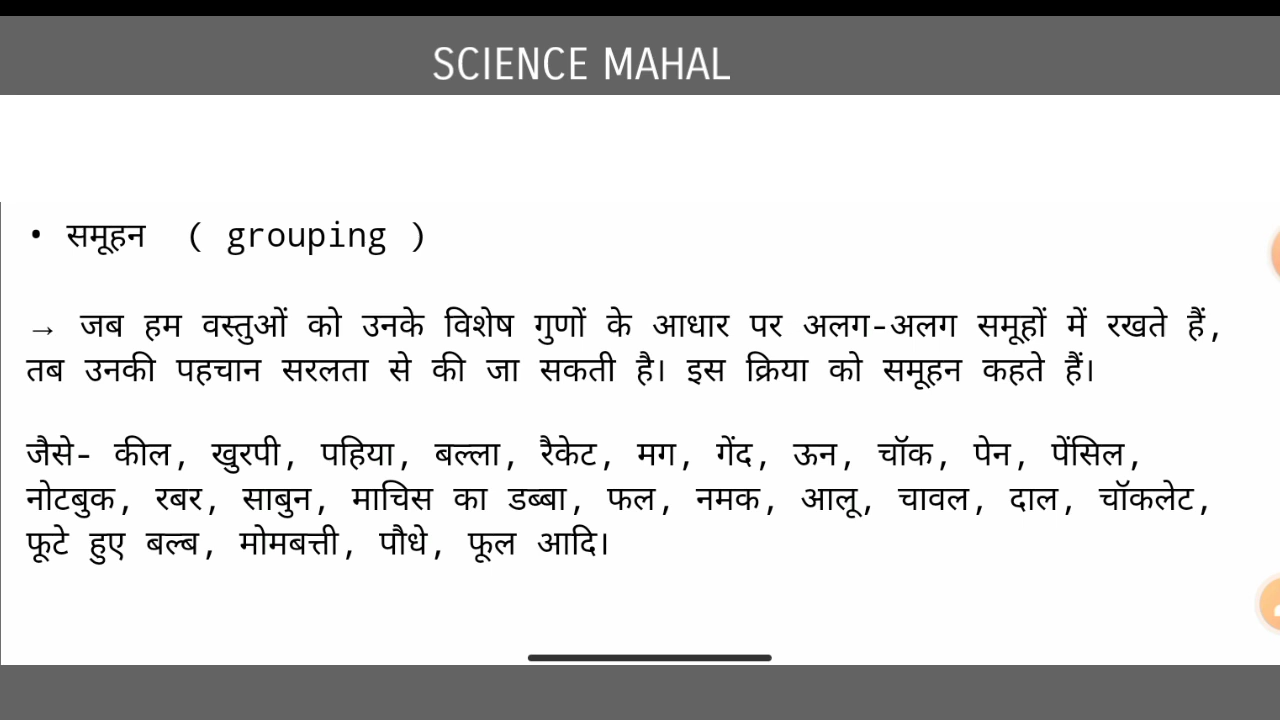 SCIENCE MAHAL
• समूहन ( grouping )
→ जब हम वस्तुओं को उनके विशेष गुणों के आधार पर अलग-अलग समूहों में रखते हैं,
तब उनकी पहचान सरलता से की जा सकती है। इस क्रिया को समूहन कहते हैं।
जैसे- कील, खुरपी, पहिया, बल्ला, रैकेट, मग, गेंद, ऊन, चॉक, पेन, पेंसिल,
नोटबुक, रबर, साबुन, माचिस का डब्बा, फल, नमक, आलू, चावल, दाल, चॉकलेट,
फूटे हुए बल्ब, मोमबत्ती, पौधे, फूल आदि।